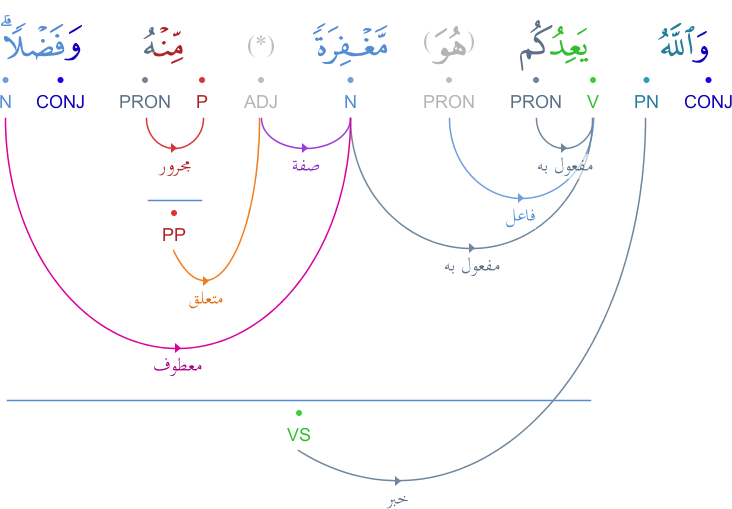 وَٱللَّهُ يَعِدُكُم (هُوَ) مَّغْفِرَةً (*) مِّنْهُ وَفَضْلًا ۗ
CONJ PN V PRON PRON N ADJ P PRON CONJ N
مفعول به
صفة
مجرور
فاعل
PP
مفعول به
متعلق
معطوف
VS
خبر